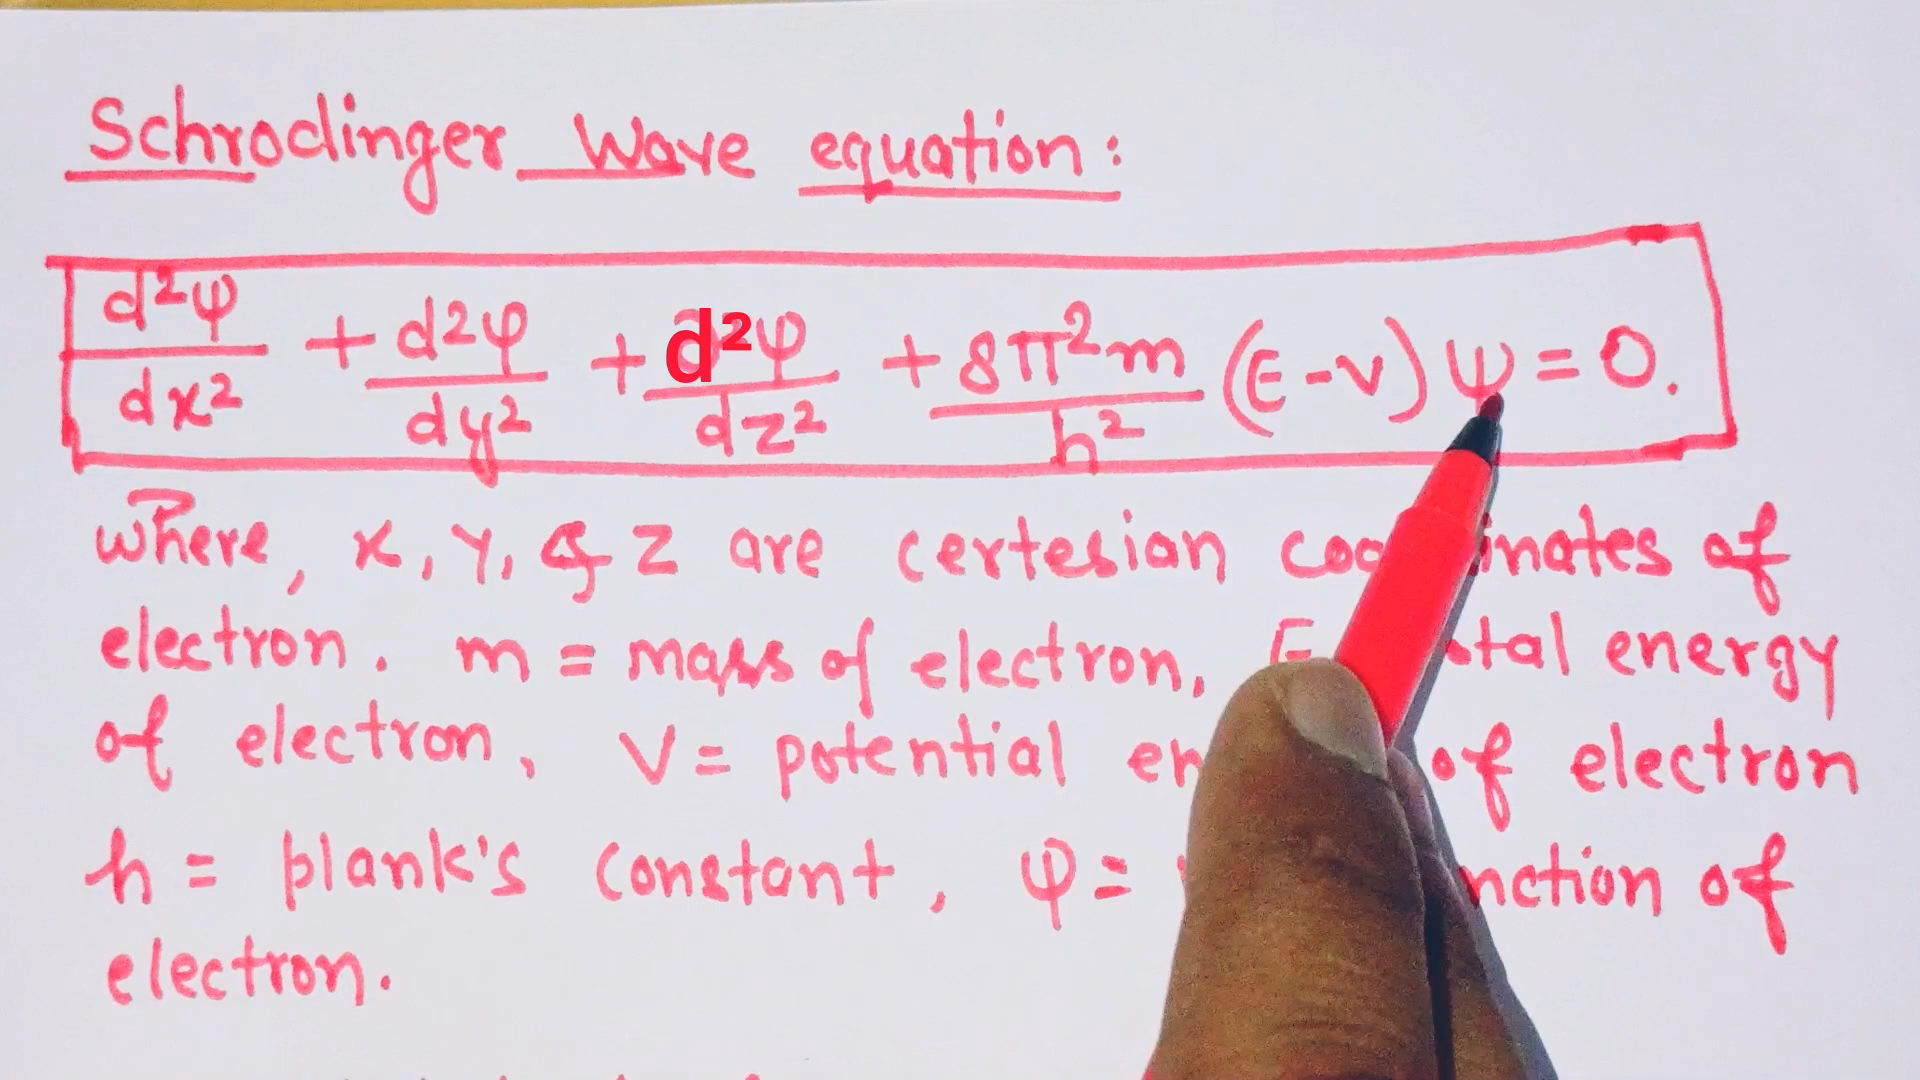 Schrodinger Wave equation:
d²ψ/dx² + d²ψ/dy² + d²ψ/dz² + 8π²m/h² (E-V) ψ = 0.
where, x, y, & z are certesian coo inates of
electron. m = mass of electron, E tal energy
of electron, V = potential en of electron
h = plank's constant, ψ = nction of
electron.